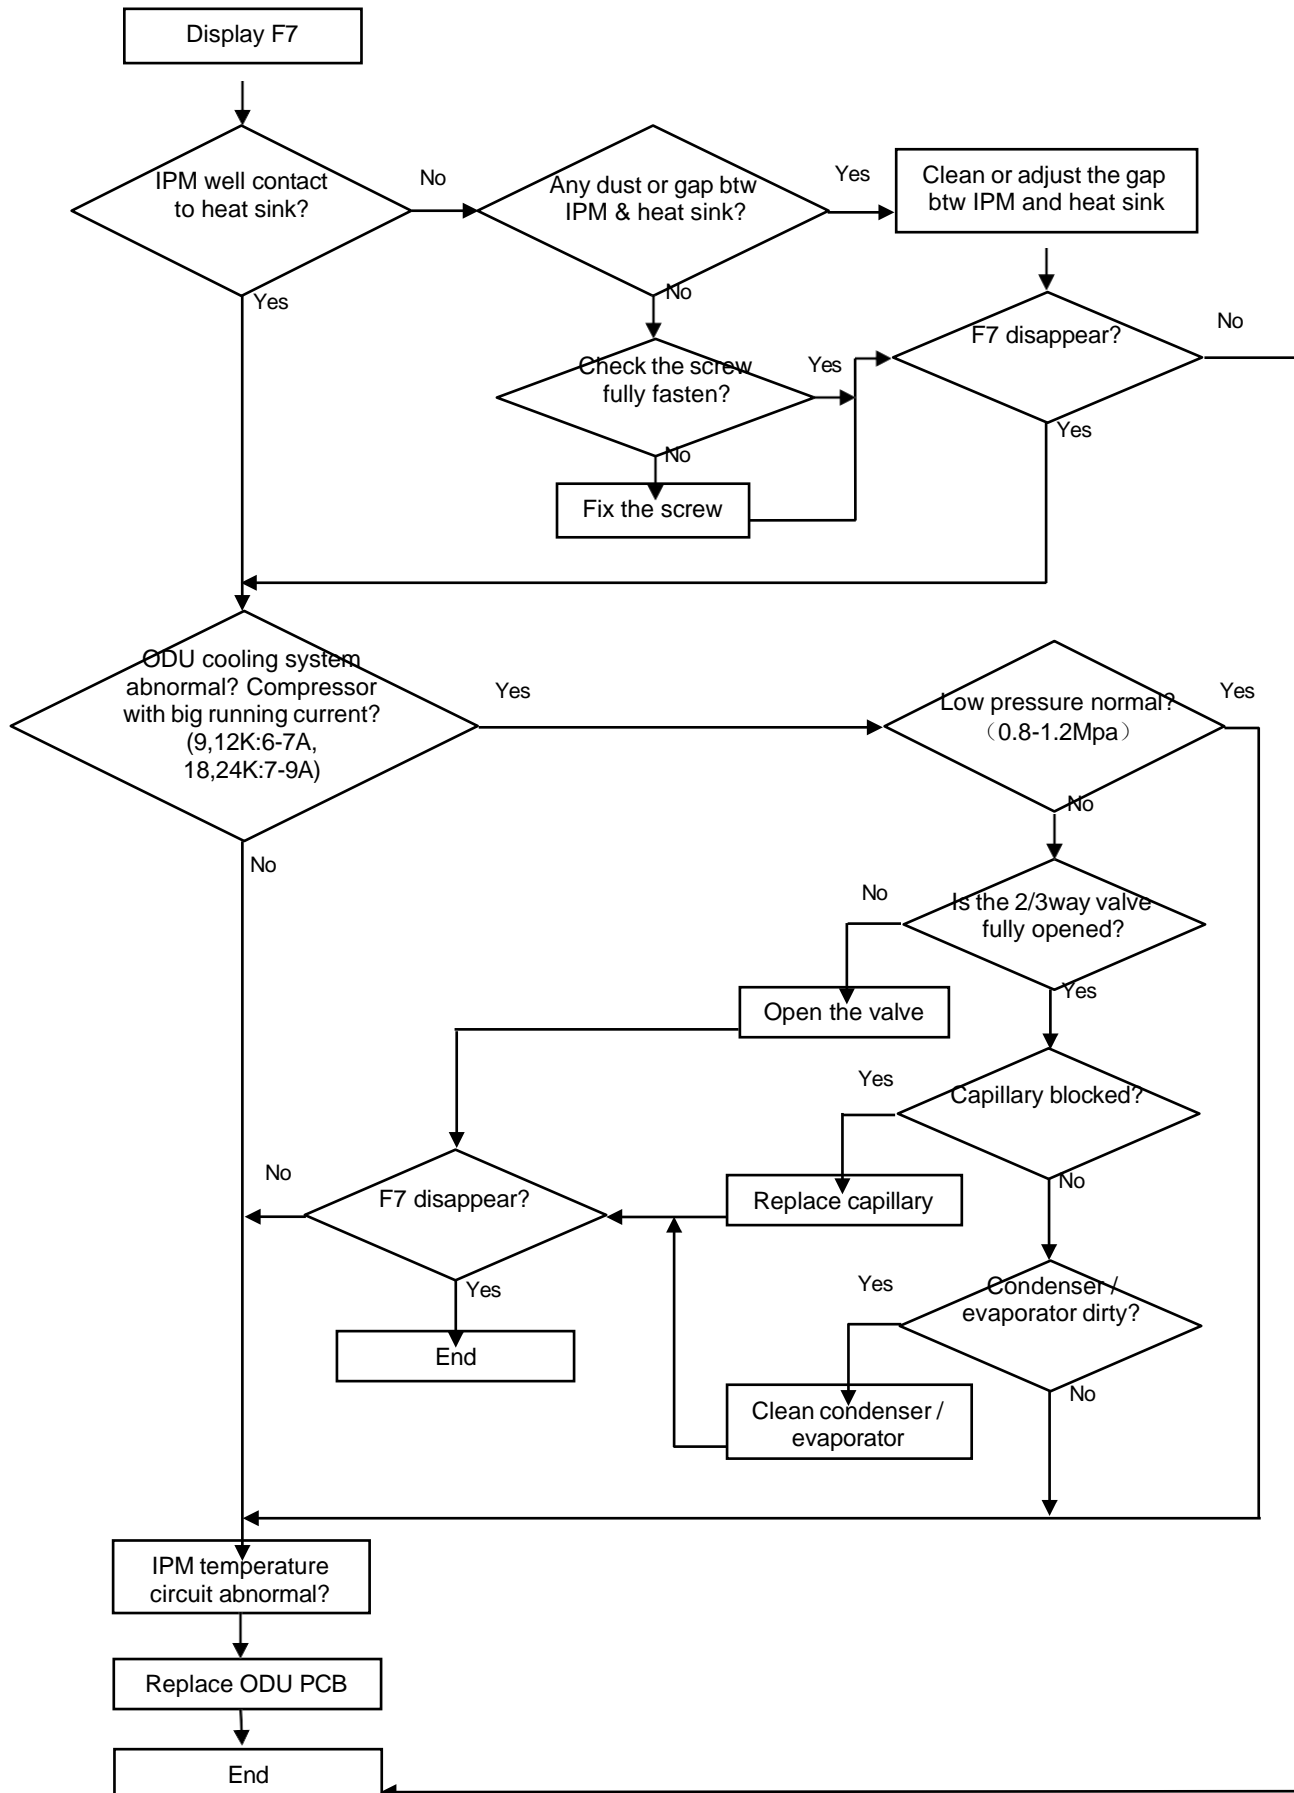 Display F7
IPM well contact
to heat sink?
No
Any dust or gap btw
IPM & heat sink?
Yes
Clean or adjust the gap
btw IPM and heat sink
Yes
No
F7 disappear?
No
Check the screw
fully fasten?
Yes
Yes
No
Fix the screw
ODU cooling system
abnormal? Compressor
with big running current?
(9,12K:6-7A,
18,24K:7-9A)
Yes
Low pressure normal?
（0.8-1.2Mpa）
Yes
No
No
No
Is the 2/3way valve
fully opened?
Yes
Open the valve
Yes
Capillary blocked?
No
No
F7 disappear?
Replace capillary
Yes
Yes
Condenser /
evaporator dirty?
End
No
Clean condenser /
evaporator
IPM temperature
circuit abnormal?
Replace ODU PCB
End